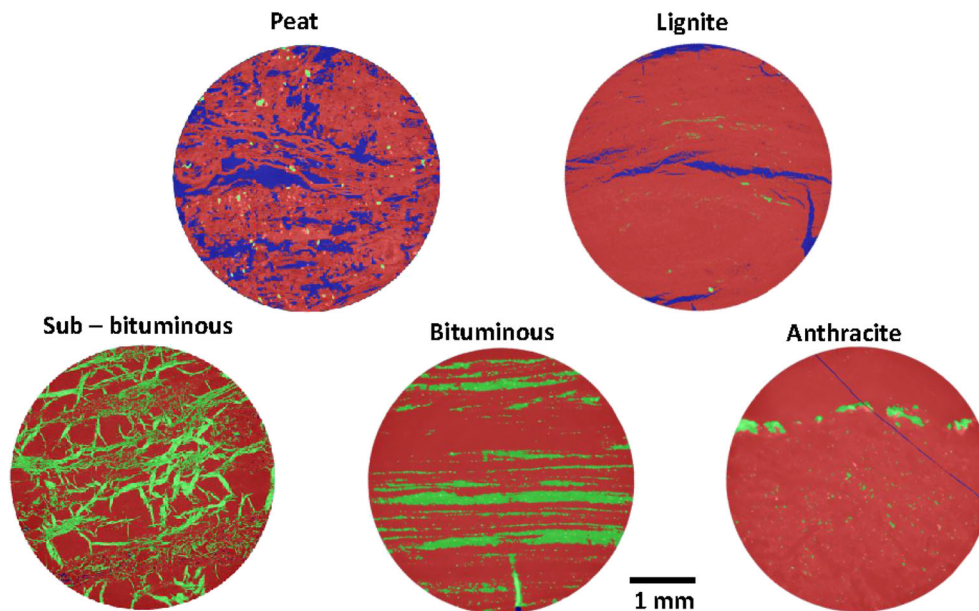 Peat
Lignite
Sub – bituminous
Bituminous
Anthracite
1 mm